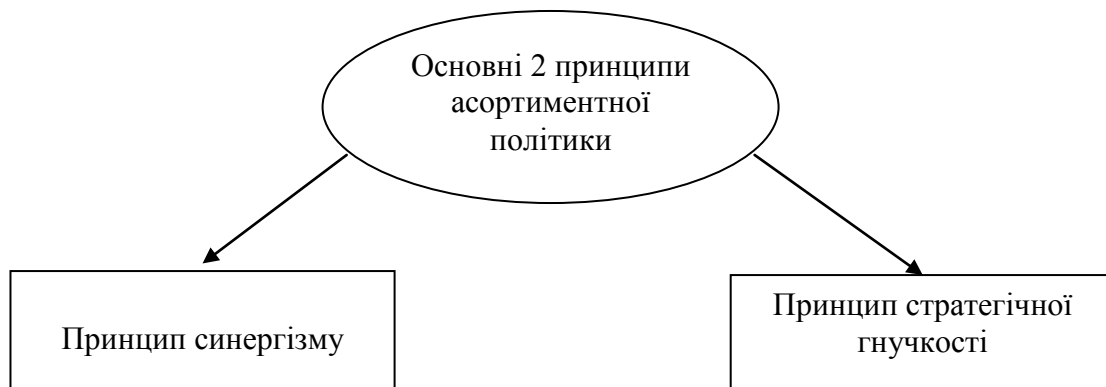 Основні 2 принципи
асортиментної
політики
Принцип синергізму
Принцип стратегічної
гнучкості